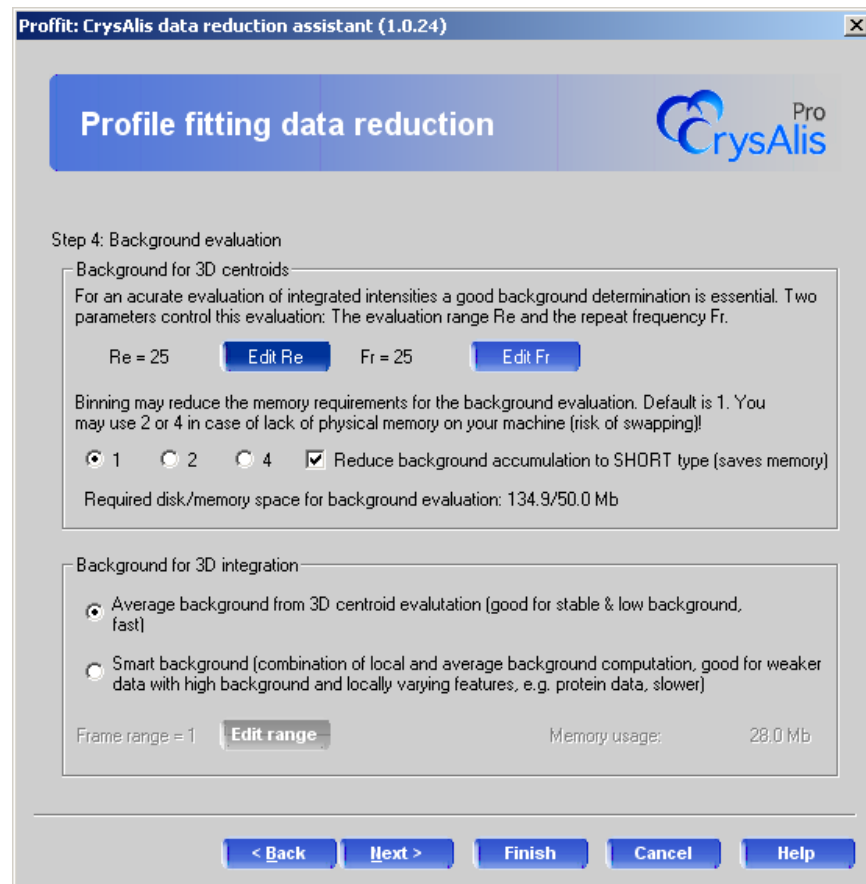 Proffit: CrysAlis data reduction assistant (1.0.24)
Profile fitting data reduction
CrysAlis Pro
Step 4: Background evaluation
Background for 3D centroids
For an acurate evaluation of integrated intensities a good background determination is essential. Two
parameters control this evaluation: The evaluation range Re and the repeat frequency Fr.
Re = 25 Edit Re Fr = 25 Edit Fr
Binning may reduce the memory requirements for the background evaluation. Default is 1. You
may use 2 or 4 in case of lack of physical memory on your machine (risk of swapping)!
1 2 4 Reduce background accumulation to SHORT type (saves memory)
Required disk/memory space for background evaluation: 134.9/50.0 Mb
Background for 3D integration
Average background from 3D centroid evalutation (good for stable & low background,
fast)
Smart background (combination of local and average background computation, good for weaker
data with high background and locally varying features, e.g. protein data, slower)
Frame range = 1 Edit range Memory usage: 28.0 Mb
< Back Next > Finish Cancel Help